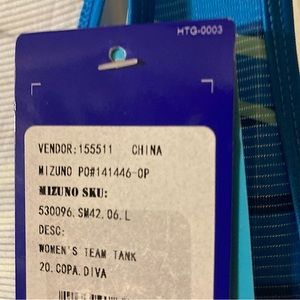 HTG-0003
VENDOR:155511 CHINA
MIZUNO PO#141446-OP
MIZUNO SKU:
530096.SM42.06.L
DESC:
WOMEN'S TEAM TANK
20.COPA.DIVA